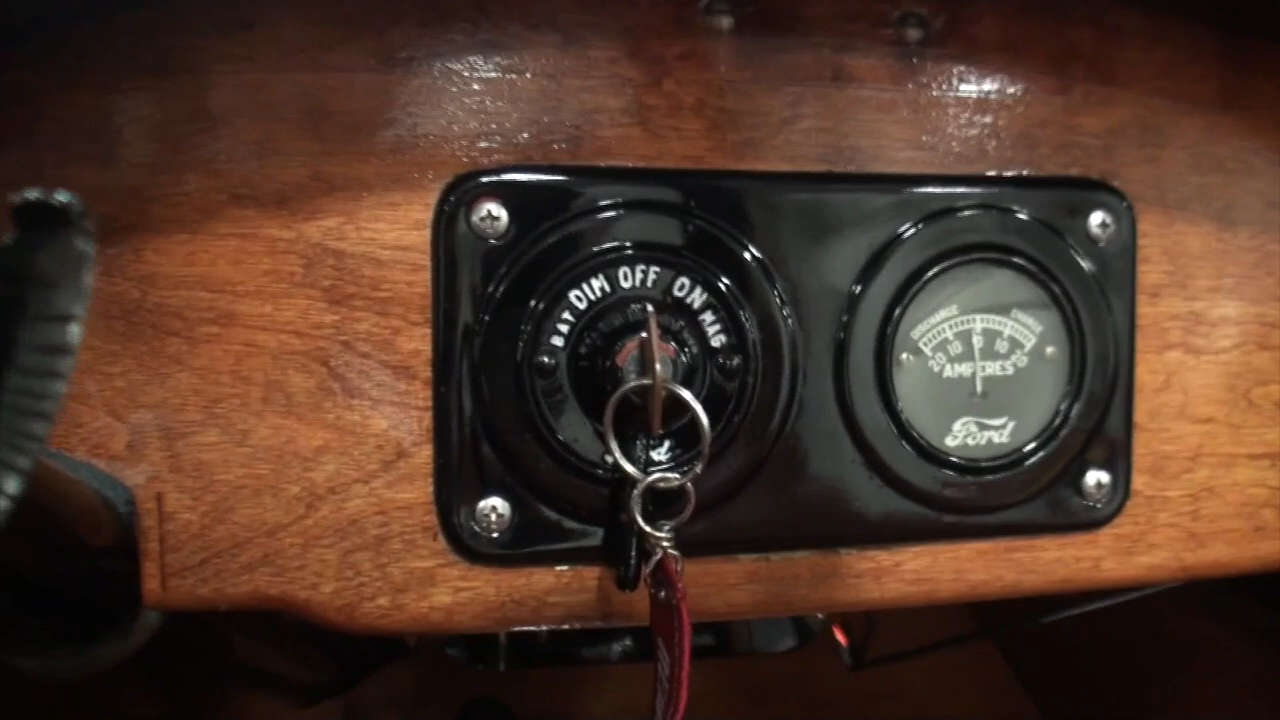 BAT DIM OFF ON MAG
DISCHARGE CHARGE
20 10 0 10 20
AMPERES
Ford